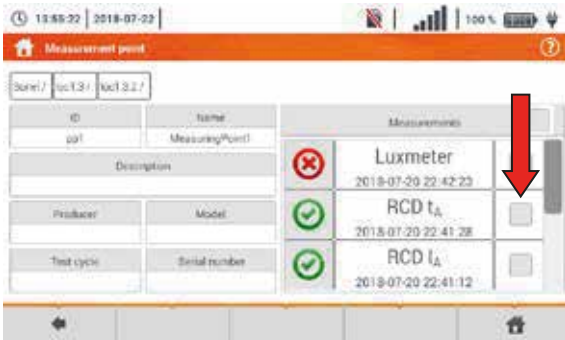 13:55:22 2018-07-22 100 %
Measurement point
Sonel / loc1.3 / loc1.3.2 /
ID Name Measurements
pp1 MeasuringPoint1
Description
Luxmeter
2018-07-20 22:42:23
Producer Model
RCD tA
2018-07-20 22:41:28
Test cycle Serial number
RCD IA
2018-07-20 22:41:12